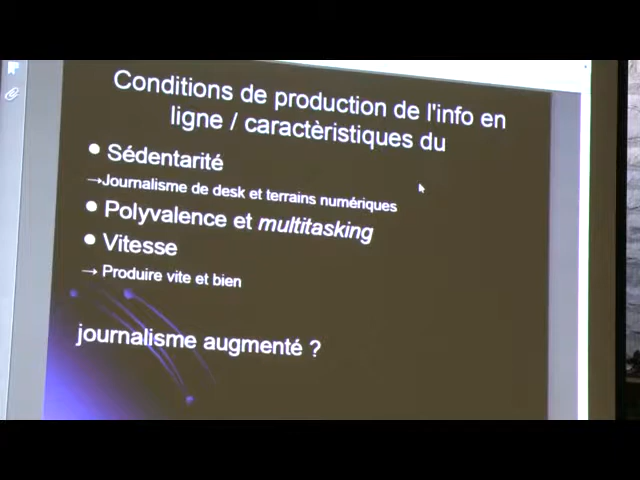 Conditions de production de l'info en
ligne / caractèristiques du
● Sédentarité
→Journalisme de desk et terrains numériques
● Polyvalence et multitasking
● Vitesse
→ Produire vite et bien
journalisme augmenté ?